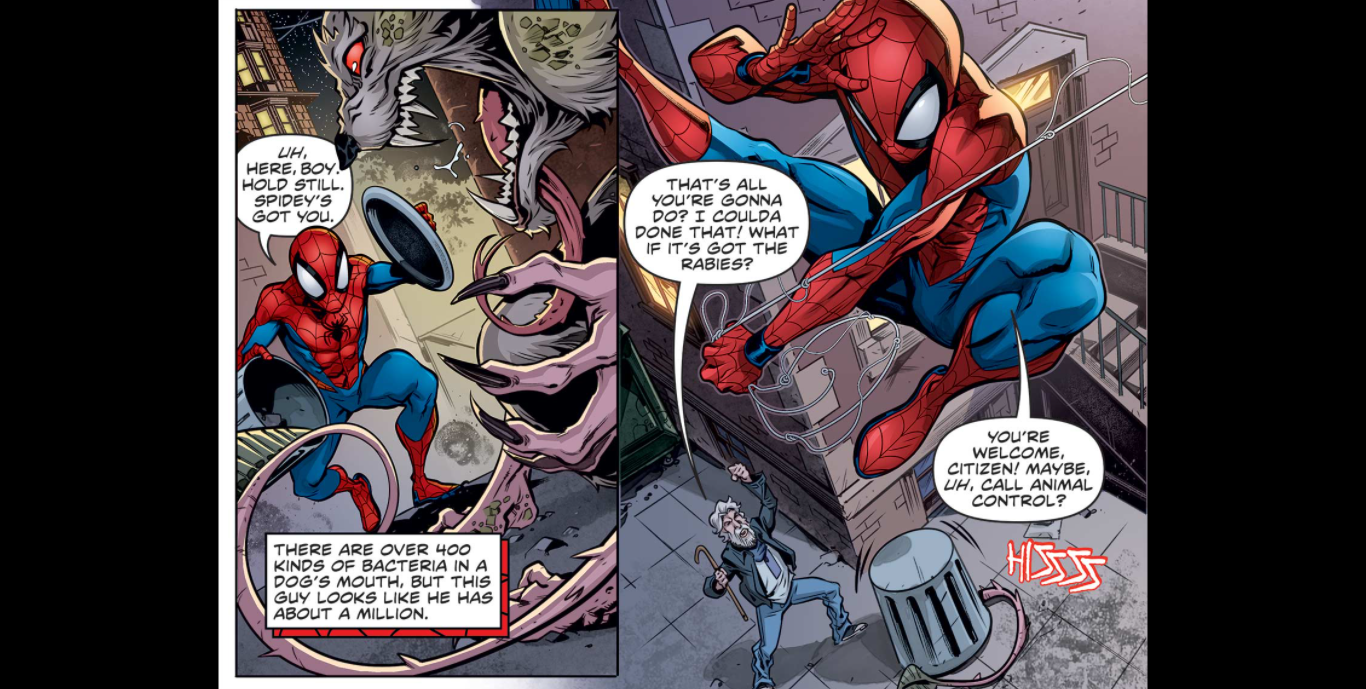 UH,
HERE, BOY.
HOLD STILL.
SPIDEY'S
GOT YOU.
THERE ARE OVER 400
KINDS OF BACTERIA IN A
DOG'S MOUTH, BUT THIS
GUY LOOKS LIKE HE HAS
ABOUT A MILLION.
THAT'S ALL
YOU'RE GONNA
DO? I COULDA
DONE THAT! WHAT
IF IT'S GOT THE
RABIES?
YOU'RE
WELCOME,
CITIZEN! MAYBE,
UH, CALL ANIMAL
CONTROL?
HISSSS